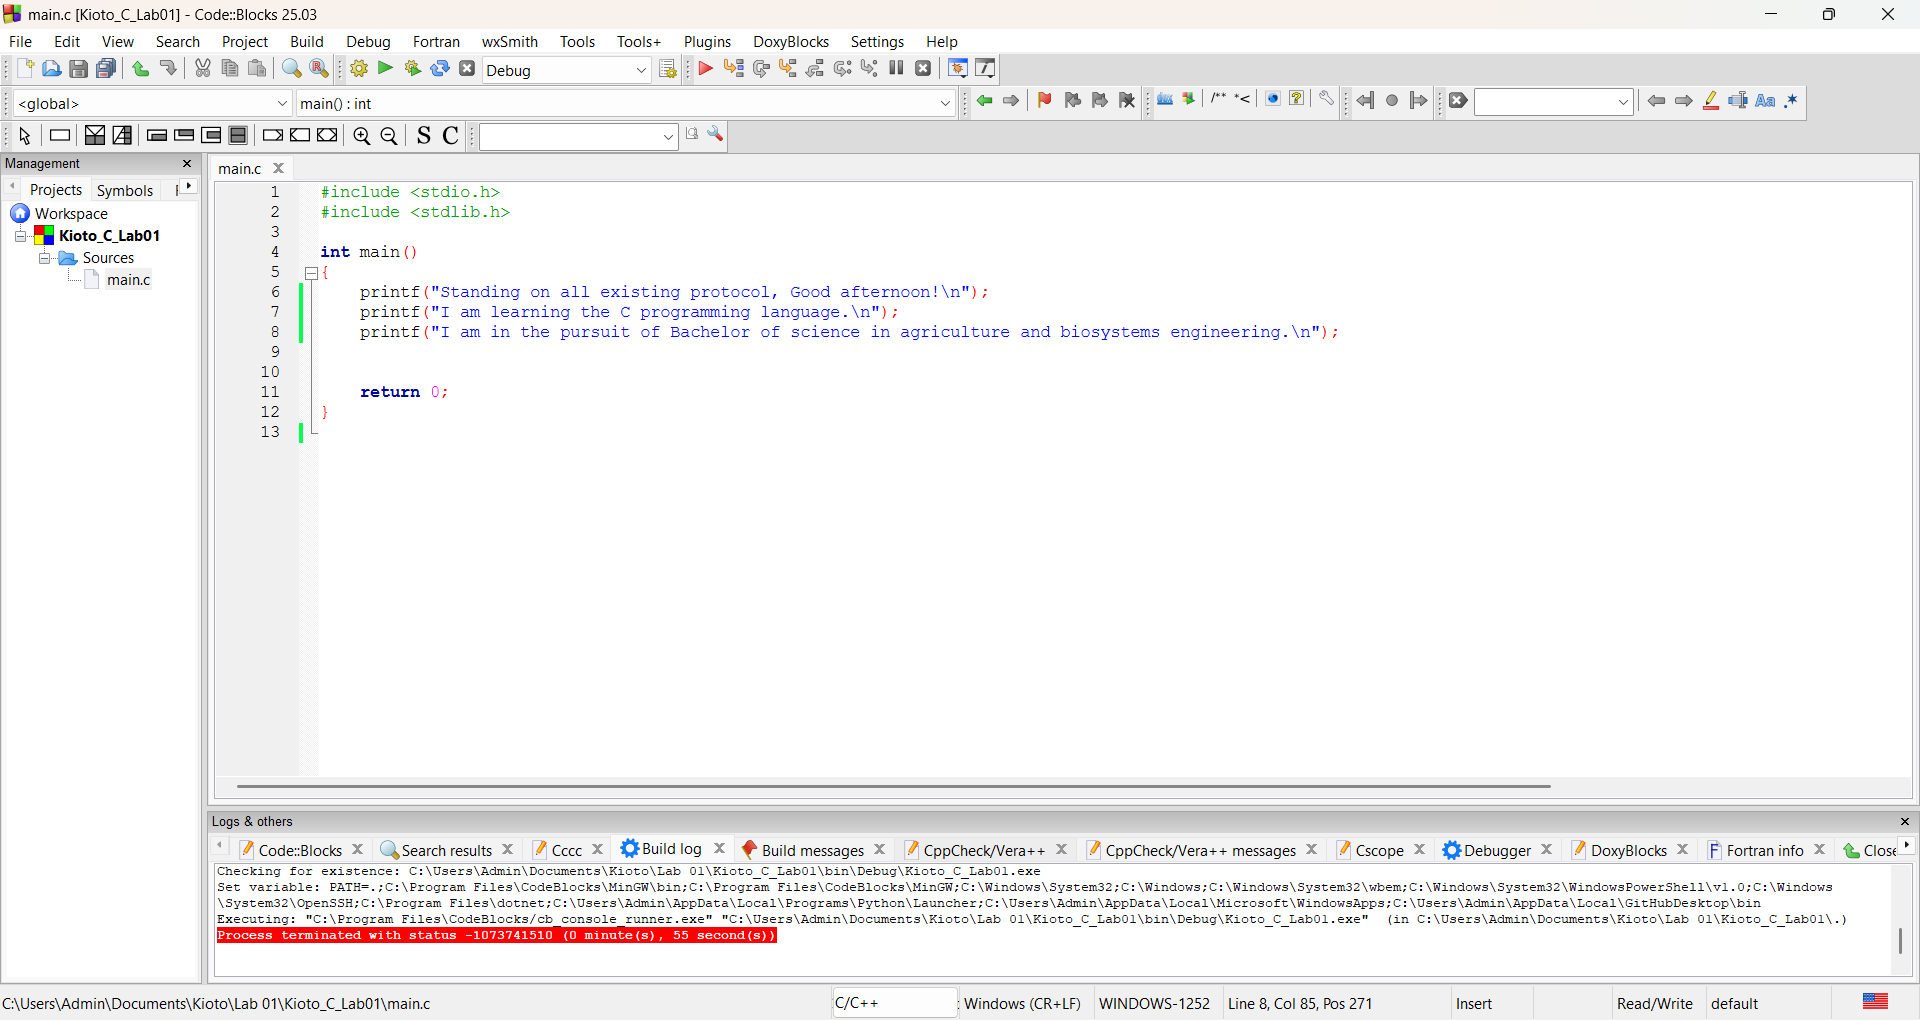 main.c [Kioto_C_Lab01] - Code::Blocks 25.03
File Edit View Search Project Build Debug Fortran wxSmith Tools Tools+ Plugins DoxyBlocks Settings Help
Debug
<global> main() : int
/** *<
Aa .*
S C
Management
Projects Symbols
Workspace
Kioto_C_Lab01
Sources
main.c
main.c
1 #include <stdio.h>
2 #include <stdlib.h>
3
4 int main()
5 {
6 printf("Standing on all existing protocol, Good afternoon!\n");
7 printf("I am learning the C programming language.\n");
8 printf("I am in the pursuit of Bachelor of science in agriculture and biosystems engineering.\n");
9
10
11 return 0;
12 }
13
Logs & others
Code::Blocks Search results Cccc Build log Build messages CppCheck/Vera++ CppCheck/Vera++ messages Cscope Debugger DoxyBlocks Fortran info Close
Checking for existence: C:\Users\Admin\Documents\Kioto\Lab 01\Kioto_C_Lab01\bin\Debug\Kioto_C_Lab01.exe
Set variable: PATH=.;C:\Program Files\CodeBlocks\MinGW\bin;C:\Program Files\CodeBlocks\MinGW;C:\Windows\System32;C:\Windows;C:\Windows\System32\wbem;C:\Windows\System32\WindowsPowerShell\v1.0;C:\Windows
\System32\OpenSSH;C:\Program Files\dotnet;C:\Users\Admin\AppData\Local\Programs\Python\Launcher;C:\Users\Admin\AppData\Local\Microsoft\WindowsApps;C:\Users\Admin\AppData\Local\GitHubDesktop\bin
Executing: "C:\Program Files\CodeBlocks/cb_console_runner.exe" "C:\Users\Admin\Documents\Kioto\Lab 01\Kioto_C_Lab01\bin\Debug\Kioto_C_Lab01.exe" (in C:\Users\Admin\Documents\Kioto\Lab 01\Kioto_C_Lab01\.)
Process terminated with status -1073741510 (0 minute(s), 55 second(s))
C:\Users\Admin\Documents\Kioto\Lab 01\Kioto_C_Lab01\main.c C/C++ Windows (CR+LF) WINDOWS-1252 Line 8, Col 85, Pos 271 Insert Read/Write default